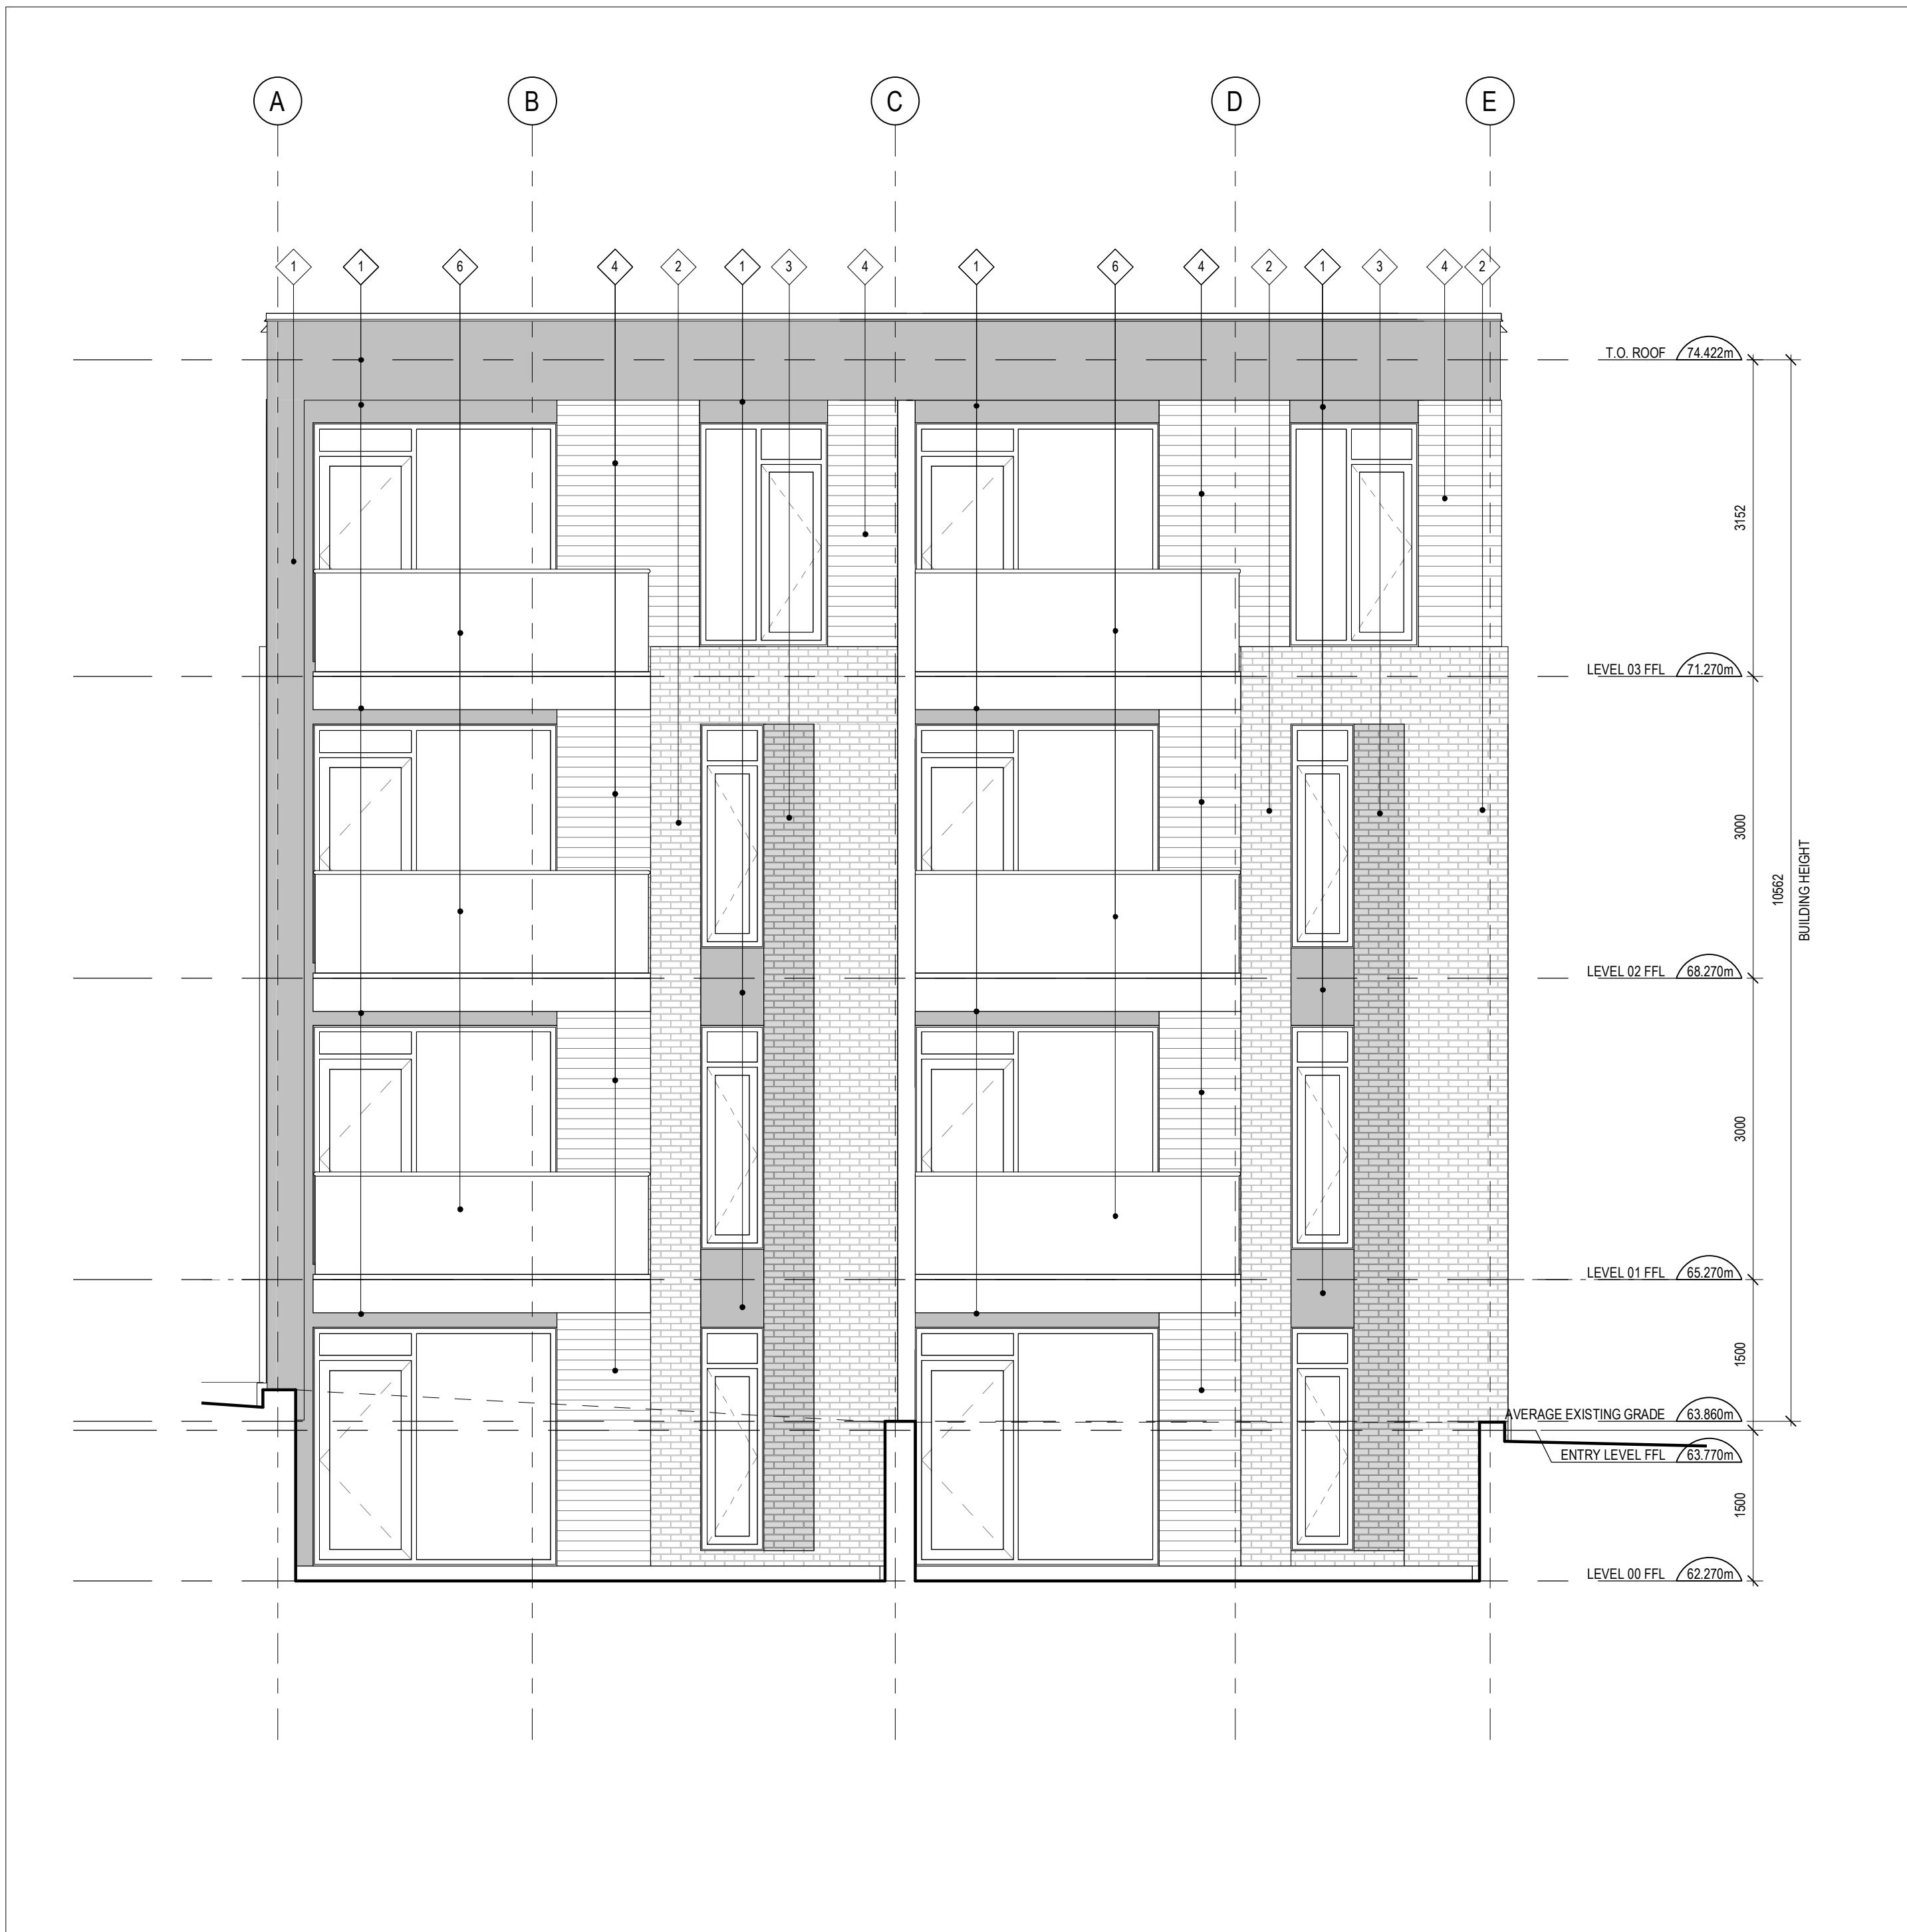 A B C D E
1 1 6 4 2 1 3 4 1 6 4 2 1 3 4 2
T.O. ROOF 74.422m
3152
LEVEL 03 FFL 71.270m
3000
10562
BUILDING HEIGHT
LEVEL 02 FFL 68.270m
3000
LEVEL 01 FFL 65.270m
1500
AVERAGE EXISTING GRADE 63.860m
ENTRY LEVEL FFL 63.770m
1500
LEVEL 00 FFL 62.270m